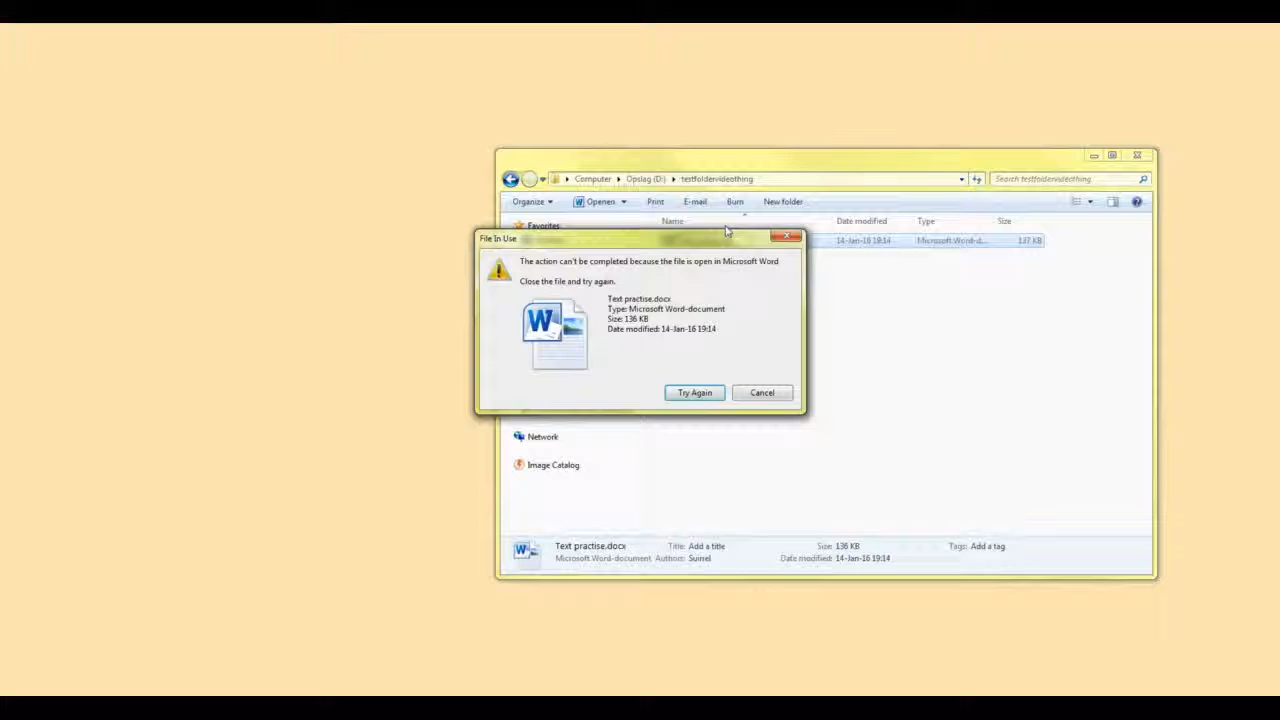 Computer Opslag (D:) testfoldervideothing Search testfoldervideothing
Organize Openen Print E-mail Burn New folder
Name Date modified Type Size
Favorites
14-Jan-16 19:14 Microsoft Word-d... 137 KB
File In Use
The action can't be completed because the file is open in Microsoft Word
Close the file and try again.
Text practise.docx
Type: Microsoft Word-document
Size: 136 KB
Date modified: 14-Jan-16 19:14
Try Again Cancel
Network
Image Catalog
Text practise.docx Title: Add a title Size: 136 KB Tags: Add a tag
Microsoft Word-document Authors: Suirrel Date modified: 14-Jan-16 19:14